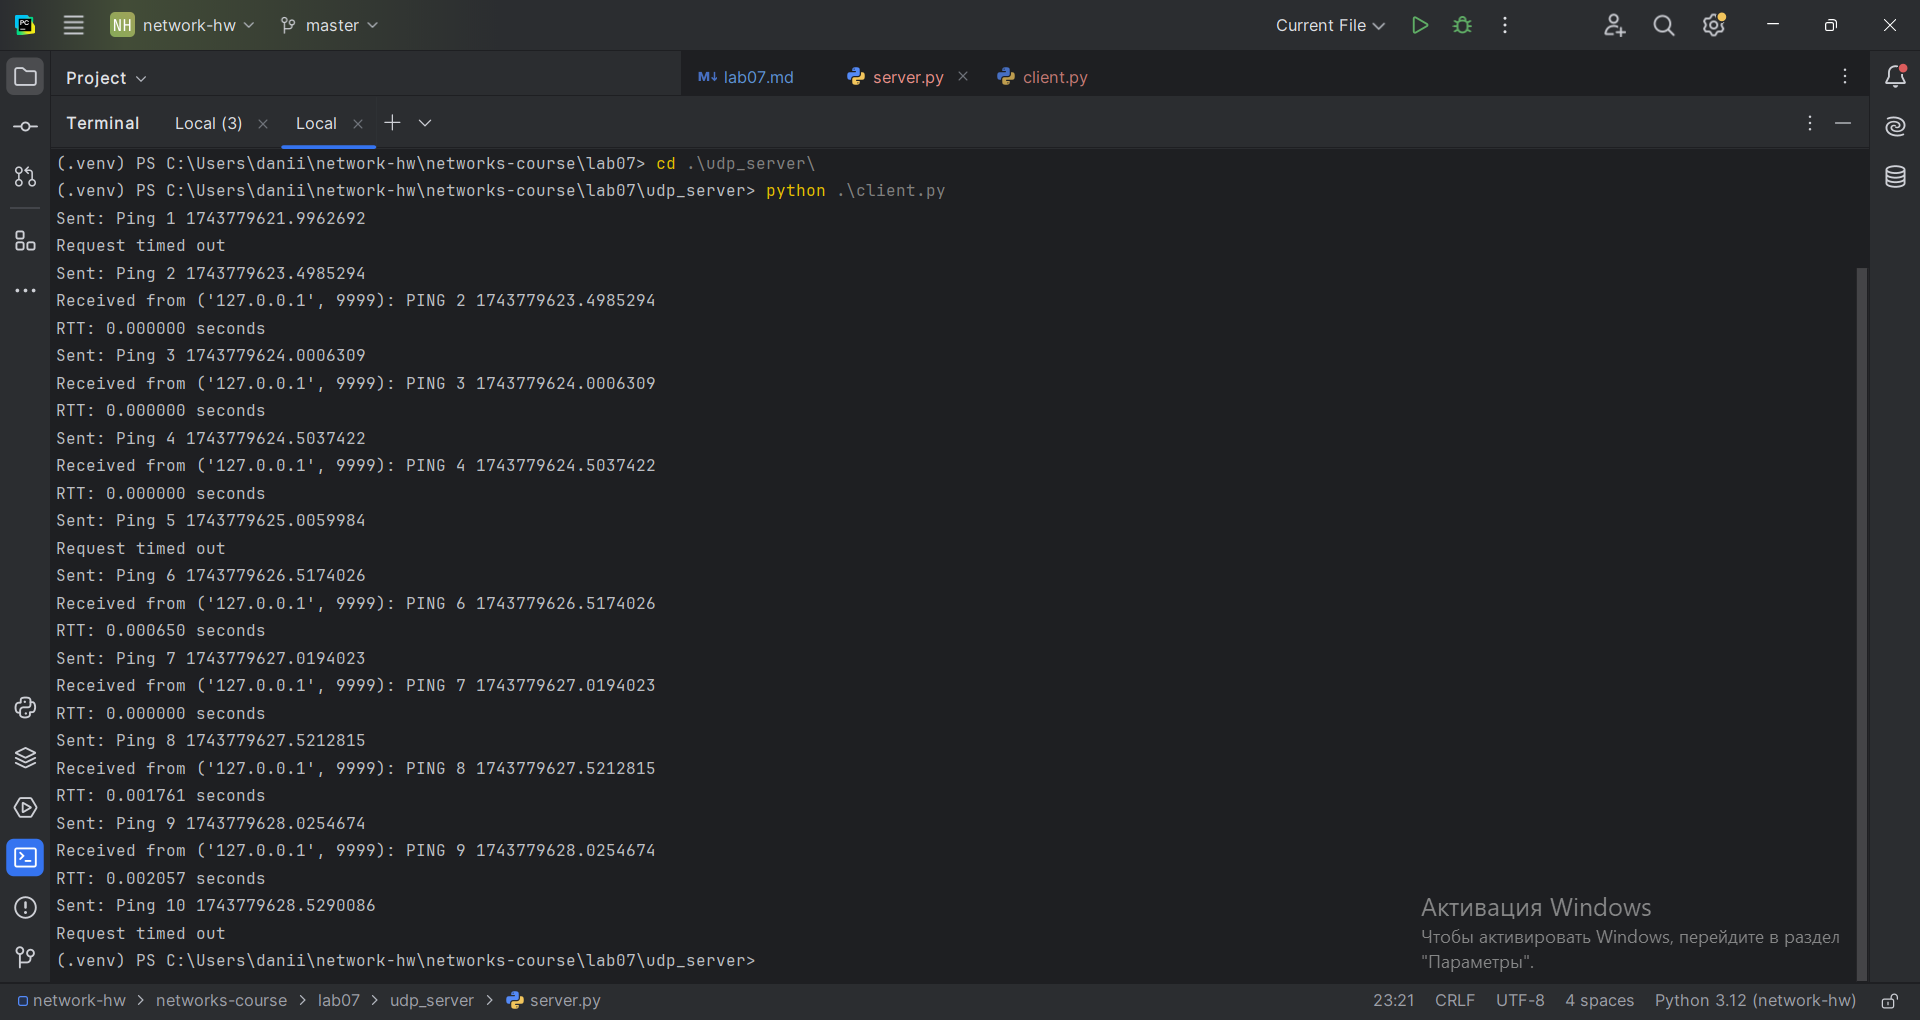 NH network-hw master Current File
Project M↓ lab07.md server.py client.py
Terminal Local (3) Local
(.venv) PS C:\Users\danii\network-hw\networks-course\lab07> cd .\udp_server\
(.venv) PS C:\Users\danii\network-hw\networks-course\lab07\udp_server> python .\client.py
Sent: Ping 1 1743779621.9962692
Request timed out
Sent: Ping 2 1743779623.4985294
Received from ('127.0.0.1', 9999): PING 2 1743779623.4985294
RTT: 0.000000 seconds
Sent: Ping 3 1743779624.0006309
Received from ('127.0.0.1', 9999): PING 3 1743779624.0006309
RTT: 0.000000 seconds
Sent: Ping 4 1743779624.5037422
Received from ('127.0.0.1', 9999): PING 4 1743779624.5037422
RTT: 0.000000 seconds
Sent: Ping 5 1743779625.0059984
Request timed out
Sent: Ping 6 1743779626.5174026
Received from ('127.0.0.1', 9999): PING 6 1743779626.5174026
RTT: 0.000650 seconds
Sent: Ping 7 1743779627.0194023
Received from ('127.0.0.1', 9999): PING 7 1743779627.0194023
RTT: 0.000000 seconds
Sent: Ping 8 1743779627.5212815
Received from ('127.0.0.1', 9999): PING 8 1743779627.5212815
RTT: 0.001761 seconds
Sent: Ping 9 1743779628.0254674
Received from ('127.0.0.1', 9999): PING 9 1743779628.0254674
RTT: 0.002057 seconds
Sent: Ping 10 1743779628.5290086
Request timed out
(.venv) PS C:\Users\danii\network-hw\networks-course\lab07\udp_server>
Активация Windows
Чтобы активировать Windows, перейдите в раздел
"Параметры".
network-hw > networks-course > lab07 > udp_server > server.py 23:21 CRLF UTF-8 4 spaces Python 3.12 (network-hw)